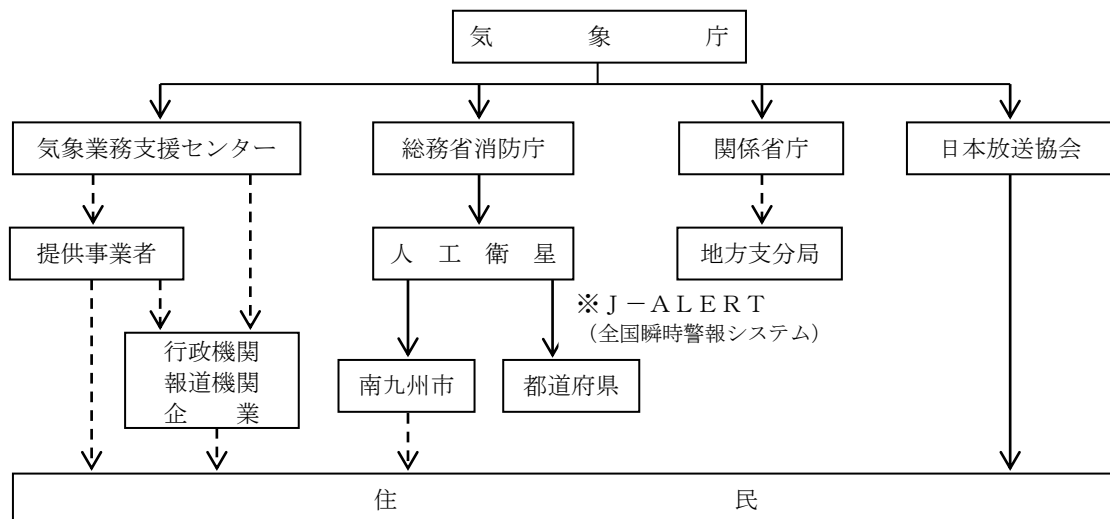 気象庁
気象業務支援センター
総務省消防庁
関係省庁
日本放送協会
提供事業者
人工衛星
地方支分局
※J-ALERT
(全国瞬時警報システム)
行政機関
報道機関
企業
南九州市
都道府県
住民